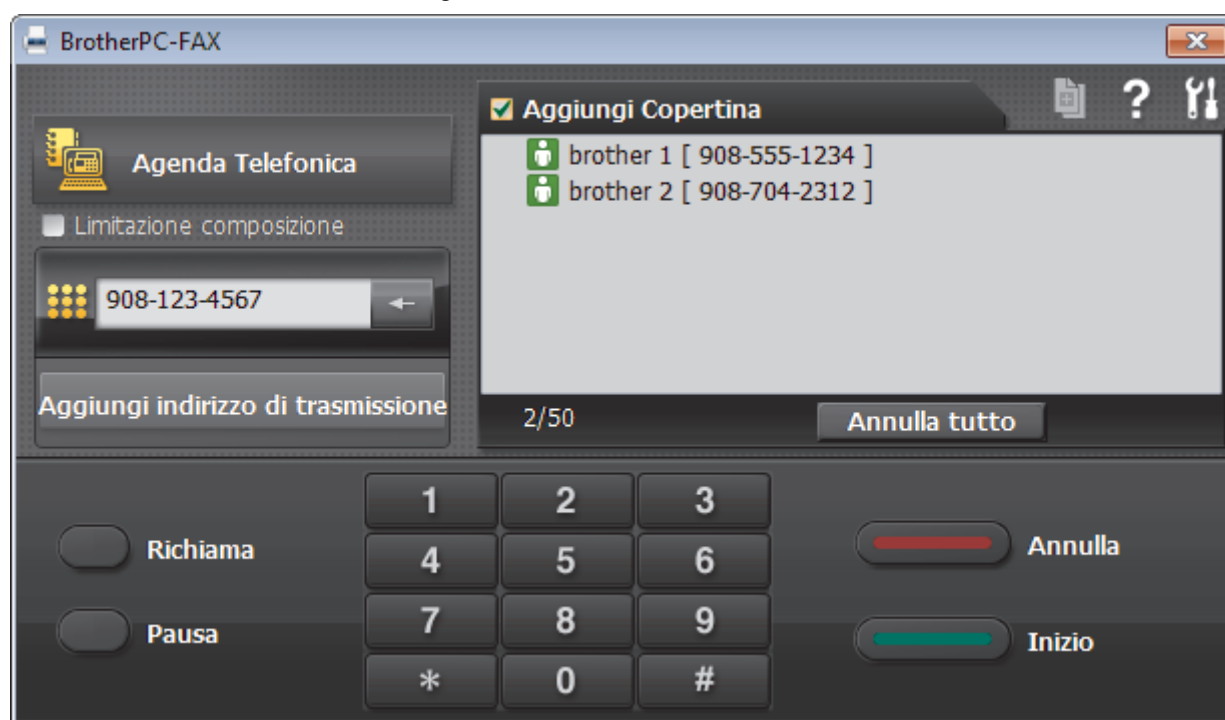 BrotherPC-FAX
Agenda Telefonica
Limitazione composizione
908-123-4567
Aggiungi indirizzo di trasmissione
Aggiungi Copertina
?
brother 1 [ 908-555-1234 ]
brother 2 [ 908-704-2312 ]
2/50
Annulla tutto
Richiama
Pausa
1 2 3
4 5 6
7 8 9
* 0 #
Annulla
Inizio